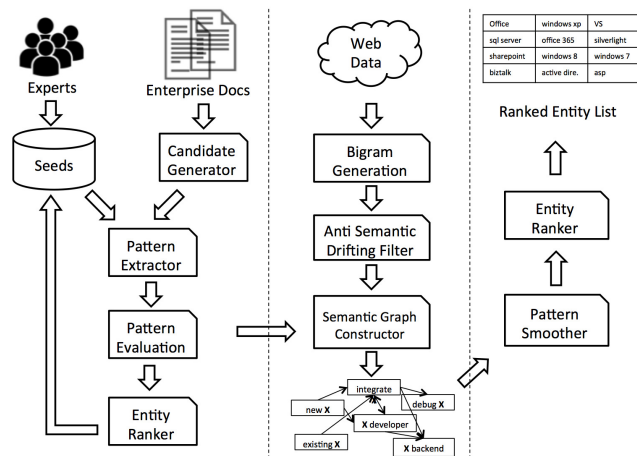 Experts
Enterprise Docs
Seeds
Candidate
Generator
Pattern
Extractor
Pattern
Evaluation
Entity
Ranker
Web
Data
Bigram
Generation
Anti Semantic
Drifting Filter
Semantic Graph
Constructor
integrate
new X
debug X
X developer
existing X
X backend
Office windows xp VS
sql server office 365 silverlight
sharepoint windows 8 windows 7
biztalk active dire. asp
Ranked Entity List
Entity
Ranker
Pattern
Smoother